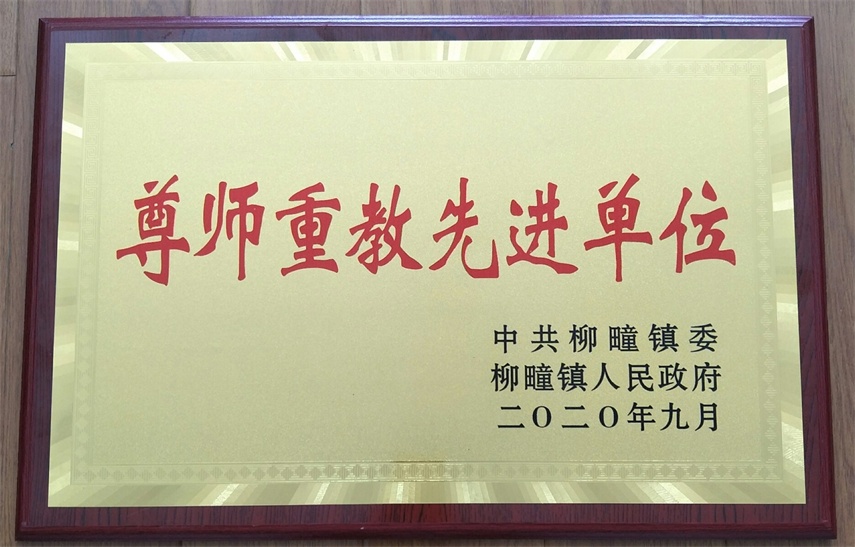 尊师重教先进单位
中共柳疃镇委
柳疃镇人民政府
二〇二〇年九月